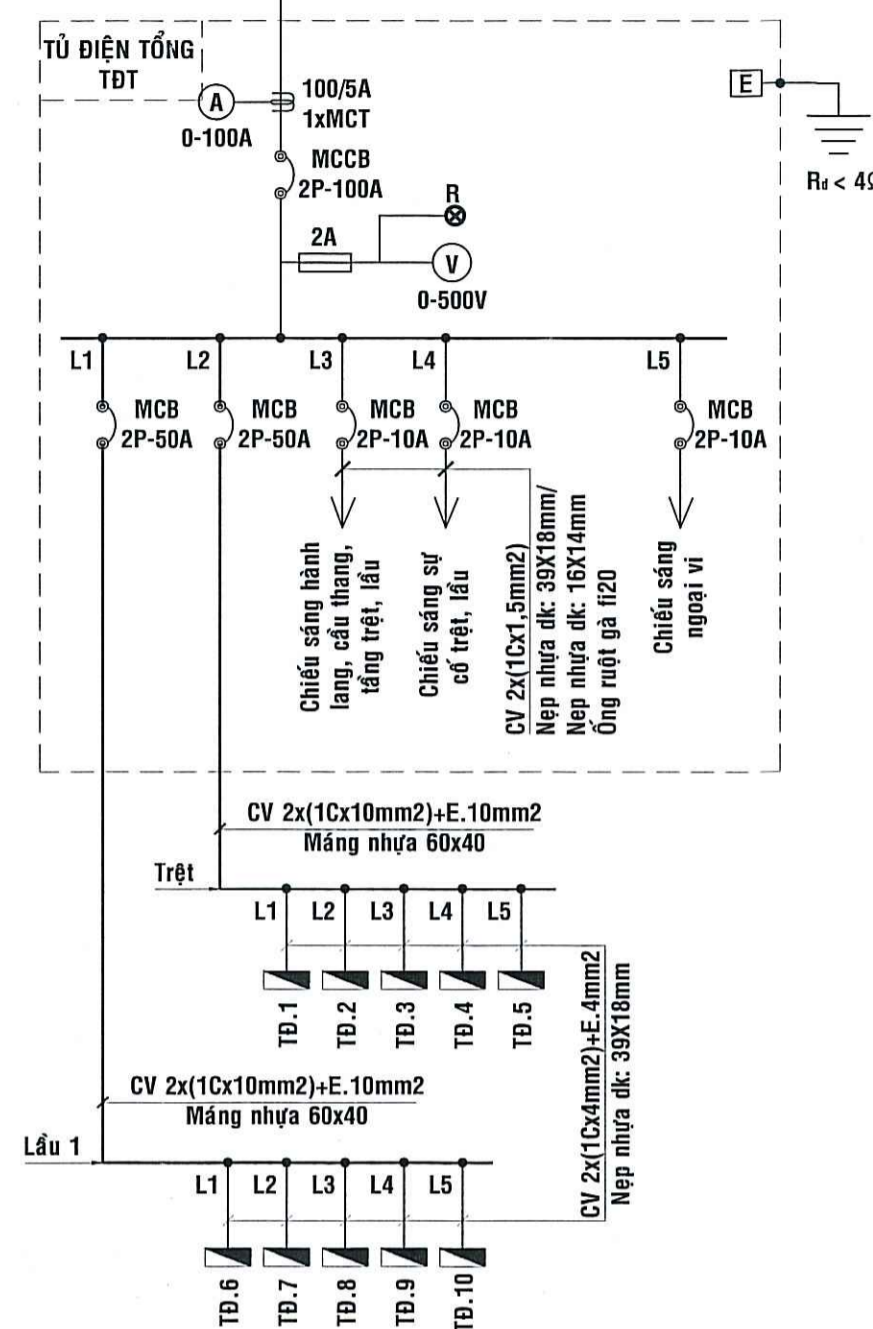 TỦ ĐIỆN TỔNG
TĐT
A
0-100A
100/5A
1xMCT
MCCB
2P-100A
2A
R
V
0-500V
E
Rđ < 4Ω
L1
L2
L3
L4
L5
MCB
2P-50A
MCB
2P-50A
MCB
2P-10A
MCB
2P-10A
MCB
2P-10A
Chiếu sáng hành
lang, cầu thang,
tầng trệt, lầu
Chiếu sáng sự
cố trệt, lầu
CV 2x(1Cx1,5mm2)
Nẹp nhựa dk: 39X18mm/
Nẹp nhựa dk: 16X14mm
Ống ruột gà fi20
Chiếu sáng
ngoại vi
CV 2x(1Cx10mm2)+E.10mm2
Máng nhựa 60x40
Trệt
L1
L2
L3
L4
L5
TĐ.1
TĐ.2
TĐ.3
TĐ.4
TĐ.5
CV 2x(1Cx4mm2)+E.4mm2
Nẹp nhựa dk: 39X18mm
CV 2x(1Cx10mm2)+E.10mm2
Máng nhựa 60x40
Lầu 1
L1
L2
L3
L4
L5
TĐ.6
TĐ.7
TĐ.8
TĐ.9
TĐ.10